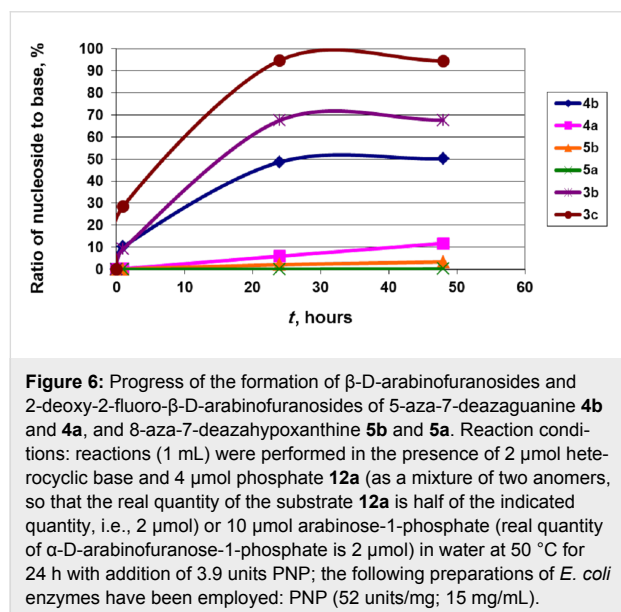 Ratio of nucleoside to base, %
100
90
80
70
60
50
40
30
20
10
0
0 10 20 30 40 50 60
t, hours
4b
4a
5b
5a
3b
3c
Figure 6: Progress of the formation of β-D-arabinofuranosides and
2-deoxy-2-fluoro-β-D-arabinofuranosides of 5-aza-7-deazaguanine 4b
and 4a, and 8-aza-7-deazahypoxanthine 5b and 5a. Reaction condi-
tions: reactions (1 mL) were performed in the presence of 2 μmol hete-
rocyclic base and 4 μmol phosphate 12a (as a mixture of two anomers,
so that the real quantity of the substrate 12a is half of the indicated
quantity, i.e., 2 μmol) or 10 μmol arabinose-1-phosphate (real quantity
of α-D-arabinofuranose-1-phosphate is 2 μmol) in water at 50 °C for
24 h with addition of 3.9 units PNP; the following preparations of E. coli
enzymes have been employed: PNP (52 units/mg; 15 mg/mL).